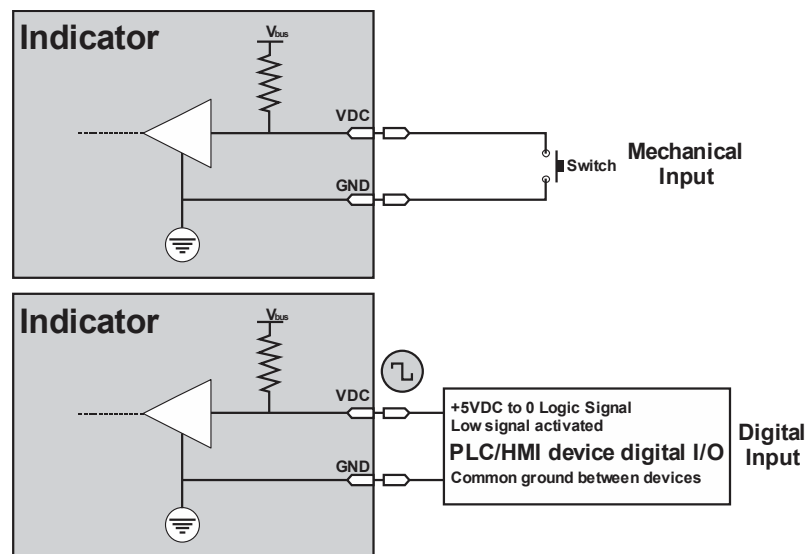 Indicator
Vbus
VDC
GND
Switch
Mechanical
Input
Indicator
Vbus
VDC
GND
+5VDC to 0 Logic Signal
Low signal activated
PLC/HMI device digital I/O
Common ground between devices
Digital
Input